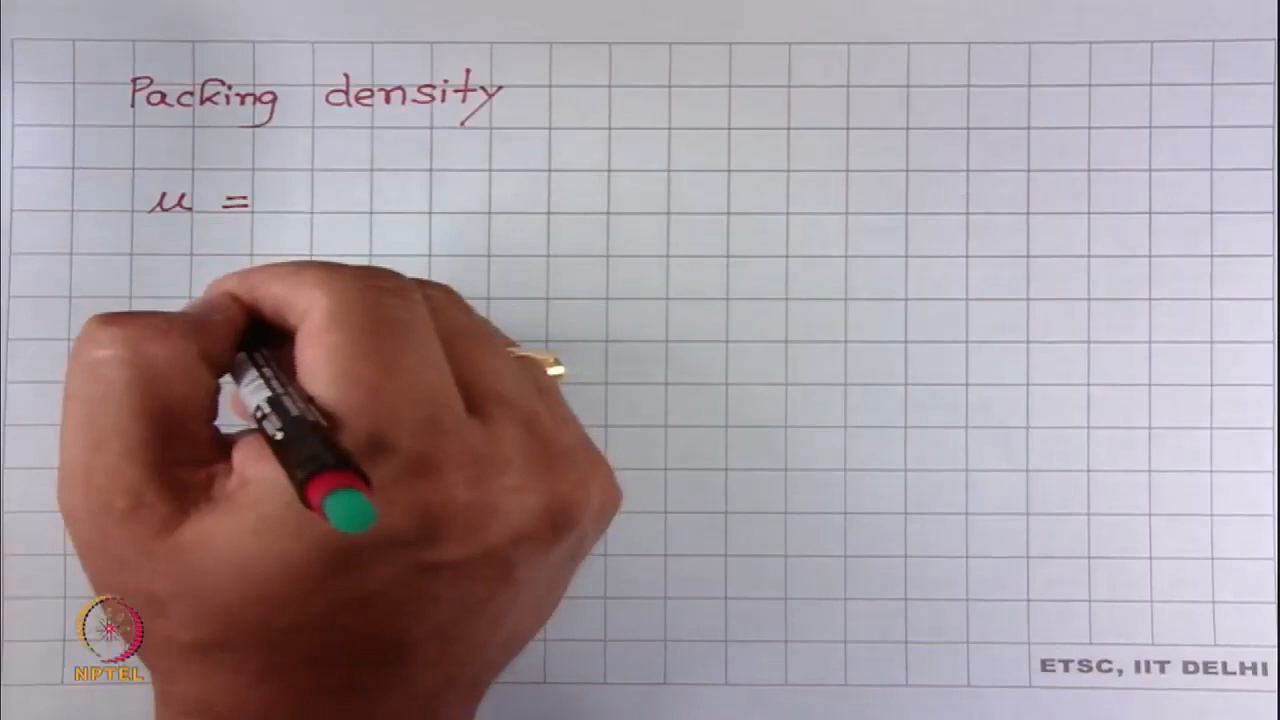 Packing density
μ =
NPTEL
ETSC, IIT DELHI